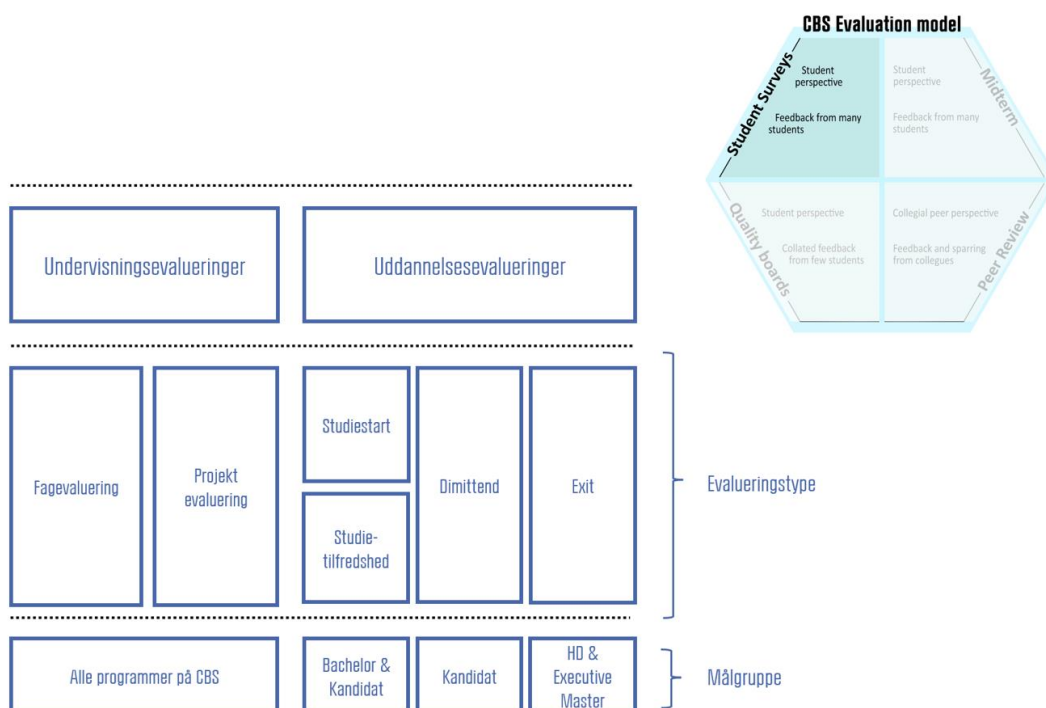 CBS Evaluation model
Student Surveys
Student
perspective
Feedback from many
students
Midterm
Student
perspective
Feedback from many
students
Quality boards
Student perspective
Collated feedback
from few students
Peer Review
Collegial peer perspective
Feedback and sparring
from collegues
Undervisningsevalueringer
Uddannelsesevalueringer
Fagevaluering
Projekt
evaluering
Studiestart
Studie-
tilfredshed
Dimittend
Exit
Evalueringstype
Alle programmer på CBS
Bachelor &
Kandidat
Kandidat
HD &
Executive
Master
Målgruppe